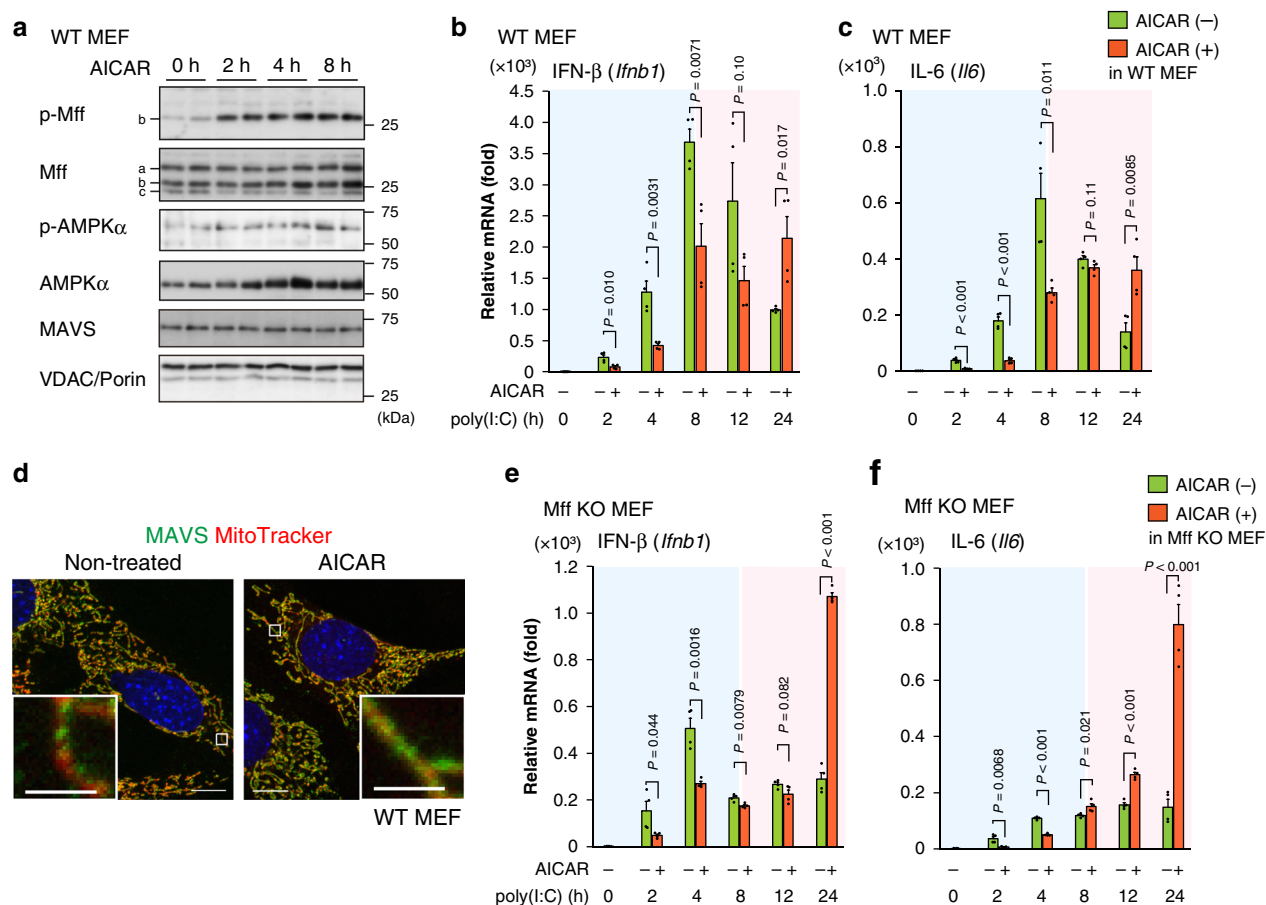 a
WT MEF
AICAR 0 h 2 h 4 h 8 h
p-Mff
b
25
Mff
a
b
c
25
p-AMPKα
75
50
AMPKα
75
50
MAVS
75
VDAC/Porin
25
(kDa)
b
WT MEF
(×10³) IFN-β (Ifnb1)
Relative mRNA (fold)
4.5
4.0
3.5
3.0
2.5
2.0
1.5
1.0
0.5
0
P = 0.010
P = 0.0031
P = 0.0071
P = 0.10
P = 0.017
AICAR – – + – + – + – + – +
poly(I:C) (h) 0 2 4 8 12 24
c
WT MEF
(×10³)
IL-6 (Il6)
AICAR (–)
AICAR (+)
in WT MEF
1.0
0.8
0.6
0.4
0.2
0
P < 0.001
P < 0.001
P = 0.011
P = 0.11
P = 0.0085
– – + – + – + – + – +
0 2 4 8 12 24
d
MAVS MitoTracker
Non-treated AICAR
WT MEF
e
Mff KO MEF
(×10³) IFN-β (Ifnb1)
Relative mRNA (fold)
1.2
1.0
0.8
0.6
0.4
0.2
0
P = 0.044
P = 0.0016
P = 0.0079
P = 0.082
P < 0.001
AICAR – – + – + – + – + – +
poly(I:C) (h) 0 2 4 8 12 24
f
Mff KO MEF
(×10³) IL-6 (Il6)
AICAR (–)
AICAR (+)
in Mff KO MEF
1.0
0.8
0.6
0.4
0.2
0
P = 0.0068
P < 0.001
P = 0.021
P < 0.001
P < 0.001
– – + – + – + – + – +
0 2 4 8 12 24